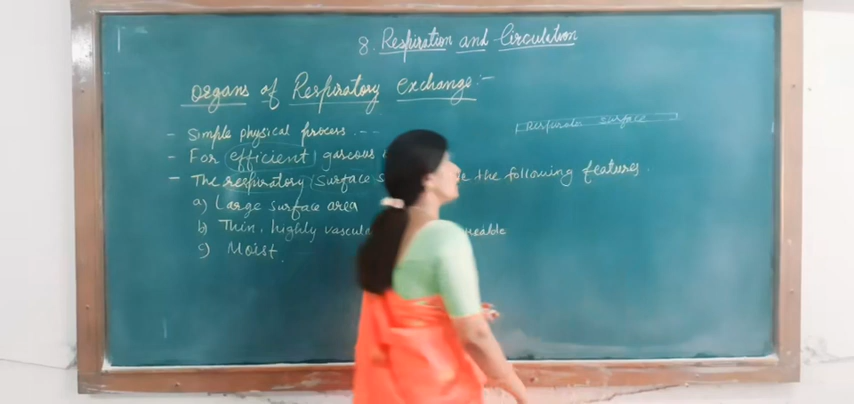 8. Respiration and Circulation
Organs of Respiratory exchange :-
Respirator surface
- Simple physical process. --
- For efficient gaseous
- The respiratory surface s the following features.
a) Large surface area
b) Thin, highly vascula eable
c) Moist.